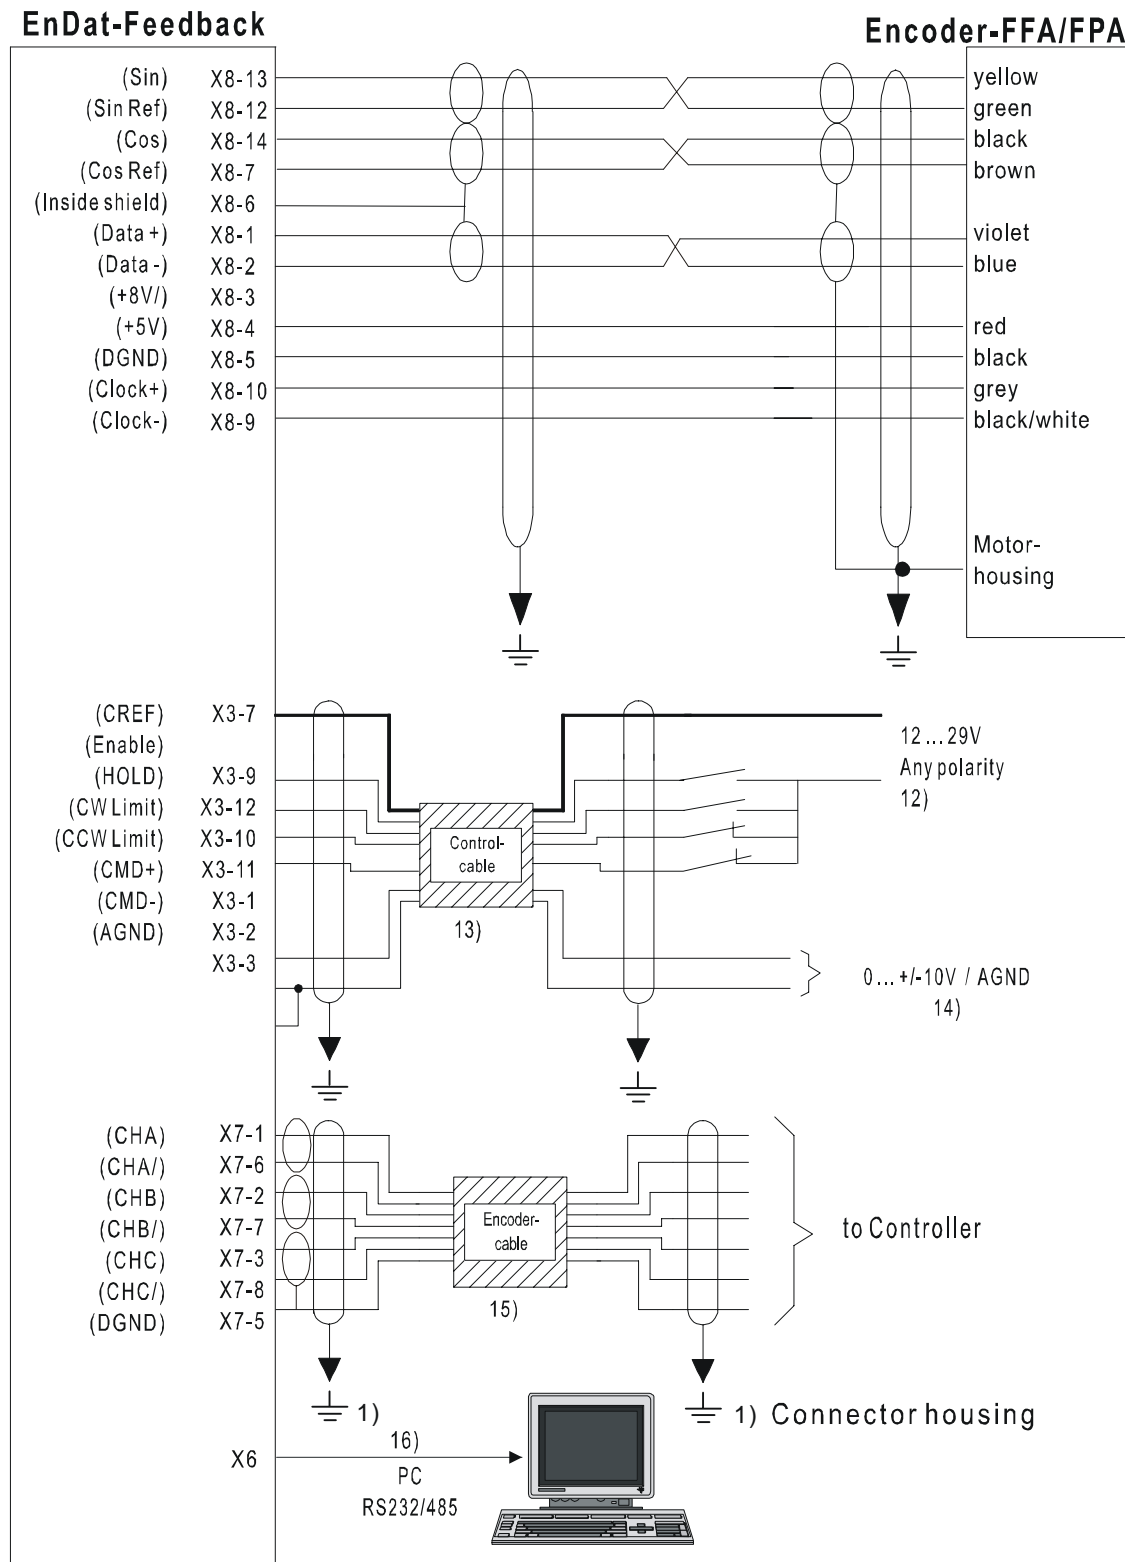 EnDat-Feedback
Encoder-FFA/FPA
(Sin) X8-13 yellow
(Sin Ref) X8-12 green
(Cos) X8-14 black
(Cos Ref) X8-7 brown
(Inside shield) X8-6
(Data +) X8-1 violet
(Data -) X8-2 blue
(+8V/) X8-3
(+5V) X8-4 red
(DGND) X8-5 black
(Clock+) X8-10 grey
(Clock-) X8-9 black/white
Motor-
housing
(CREF) X3-7
(Enable) 12...29V
(HOLD) X3-9 Any polarity
(CW Limit) X3-12 12)
(CCW Limit) X3-10
Control-
cable
(CMD+) X3-11
(CMD-) X3-1
(AGND) X3-2 13)
X3-3
0...+/-10V / AGND
14)
(CHA) X7-1
(CHA/) X7-6
(CHB) X7-2
(CHB/) X7-7
Encoder-
cable
to Controller
(CHC) X7-3
(CHC/) X7-8
15)
(DGND) X7-5
1)
1) Connector housing
X6
16)
PC
RS232/485